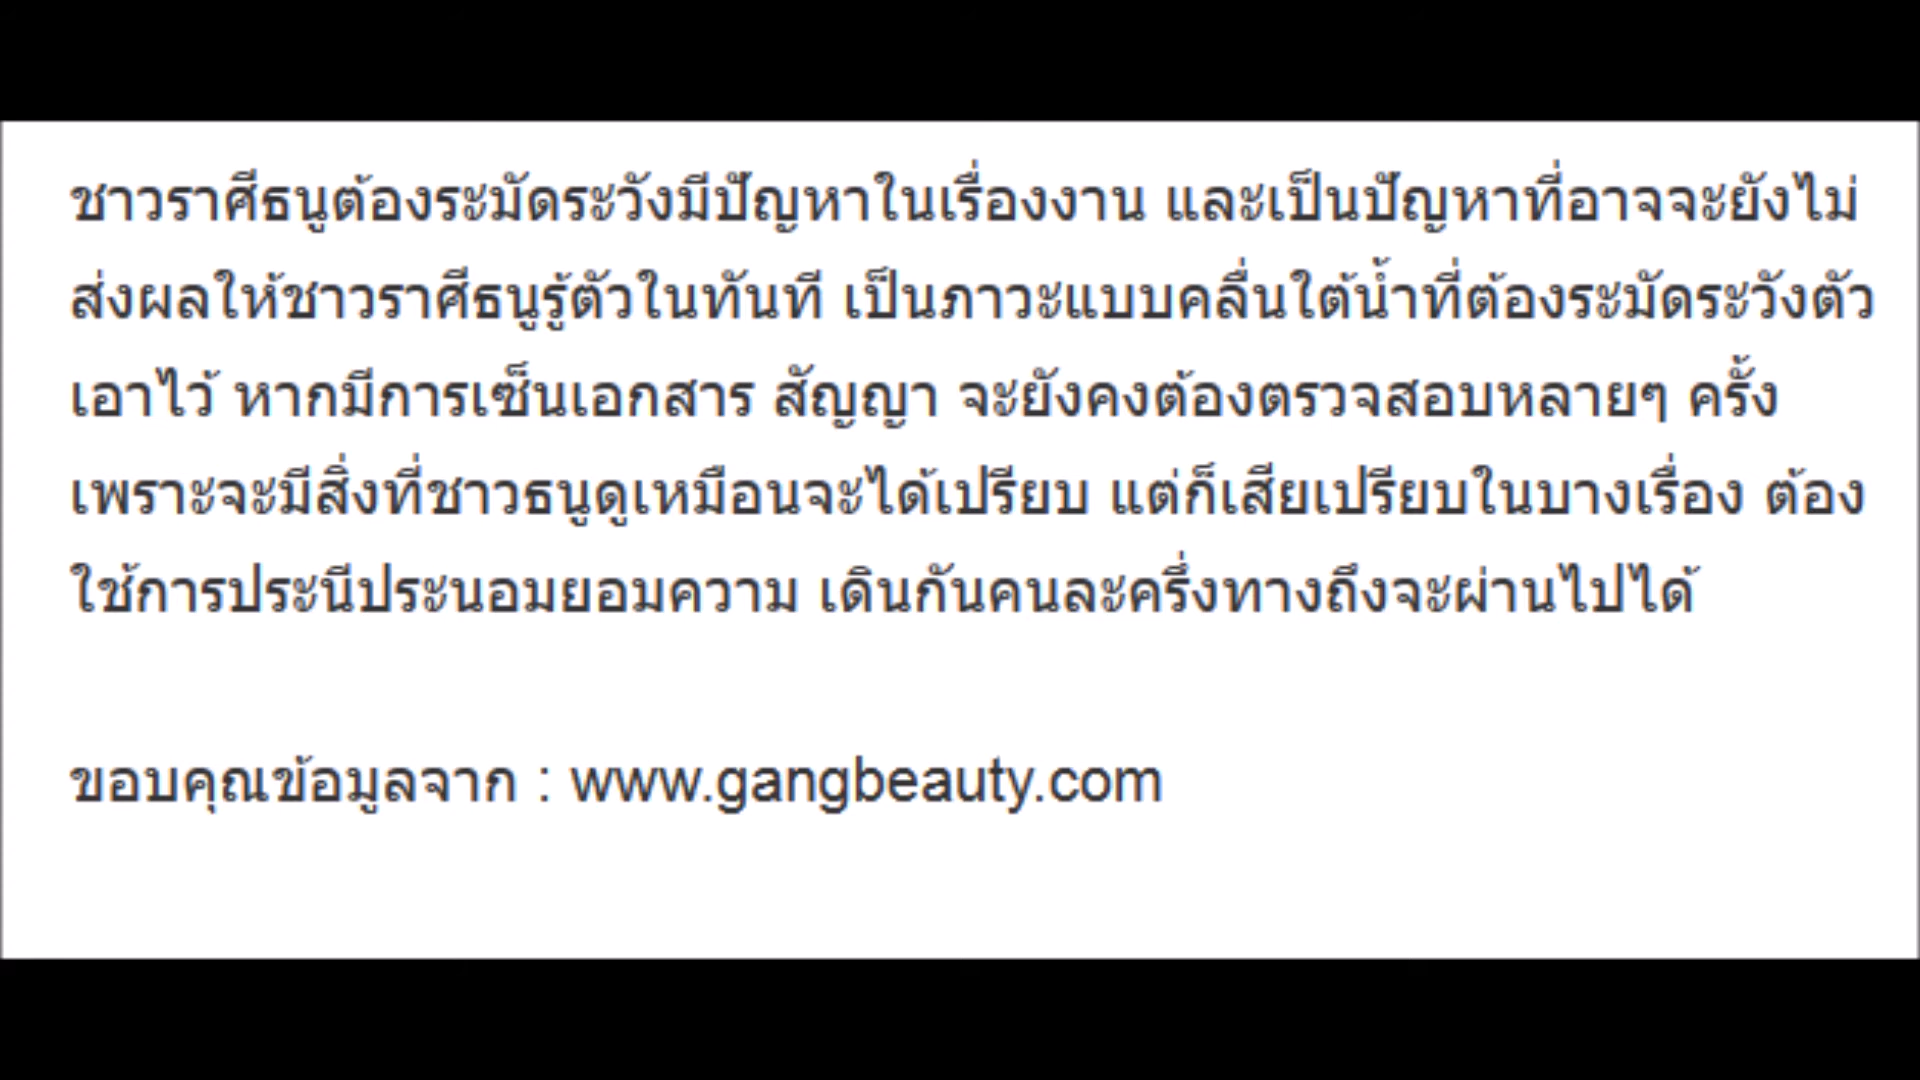 ชาวราศีธนูต้องระมัดระวังมีปัญหาในเรื่องงาน และเป็นปัญหาที่อาจจะยังไม่
ส่งผลให้ชาวราศีธนูรู้ตัวในทันที เป็นภาวะแบบคลื่นใต้น้ำที่ต้องระมัดระวังตัว
เอาไว้ หากมีการเซ็นเอกสาร สัญญา จะยังคงต้องตรวจสอบหลายๆ ครั้ง
เพราะจะมีสิ่งที่ชาวธนูดูเหมือนจะได้เปรียบ แต่ก็เสียเปรียบในบางเรื่อง ต้อง
ใช้การประนีประนอมยอมความ เดินกันคนละครึ่งทางถึงจะผ่านไปได้
ขอบคุณข้อมูลจาก : www.gangbeauty.com